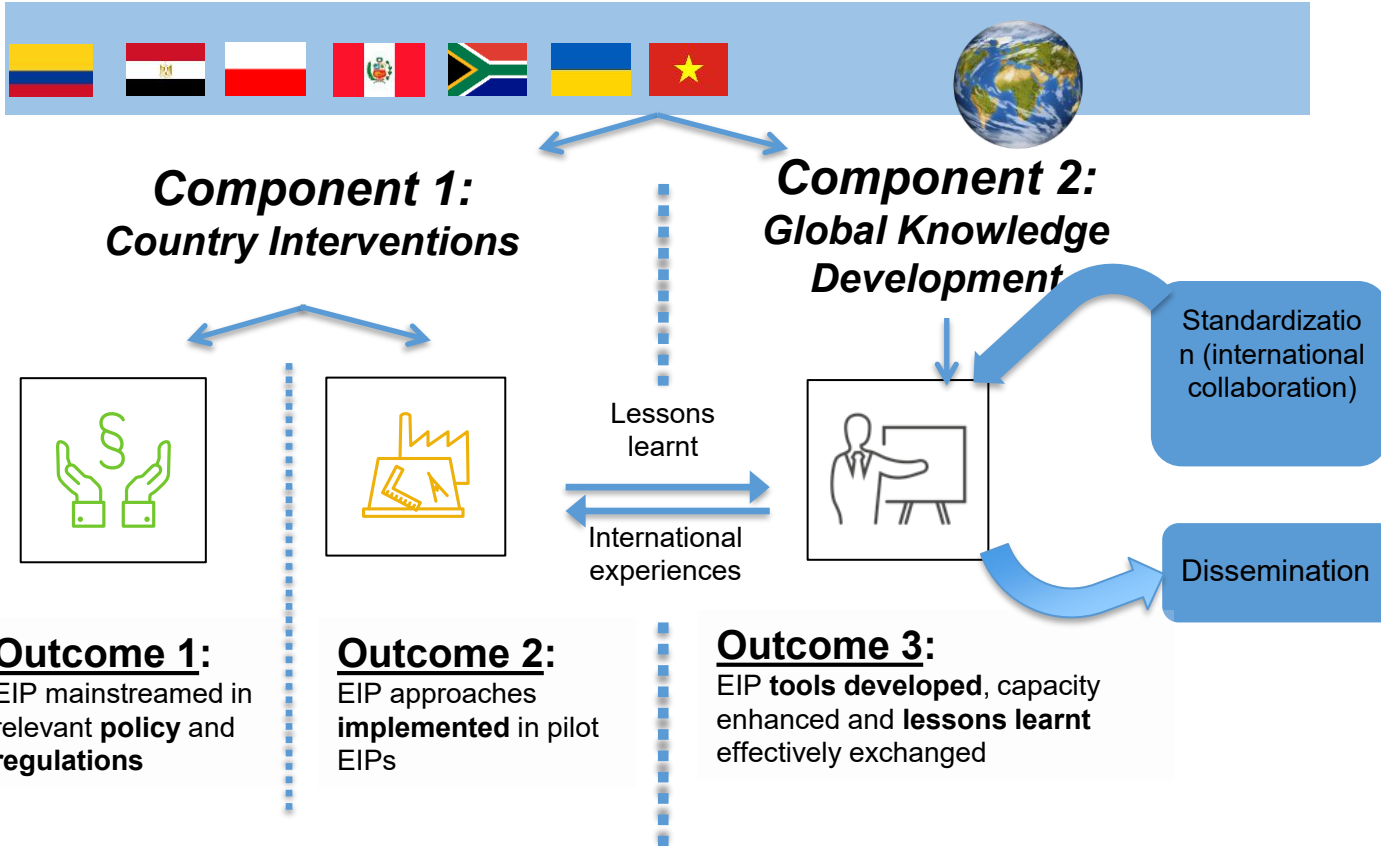 Component 1:
Country Interventions
Component 2:
Global Knowledge
Development
Standardizatio
n (international
collaboration)
Lessons
learnt
International
experiences
Dissemination
Outcome 1:
EIP mainstreamed in
relevant policy and
regulations
Outcome 2:
EIP approaches
implemented in pilot
EIPs
Outcome 3:
EIP tools developed, capacity
enhanced and lessons learnt
effectively exchanged